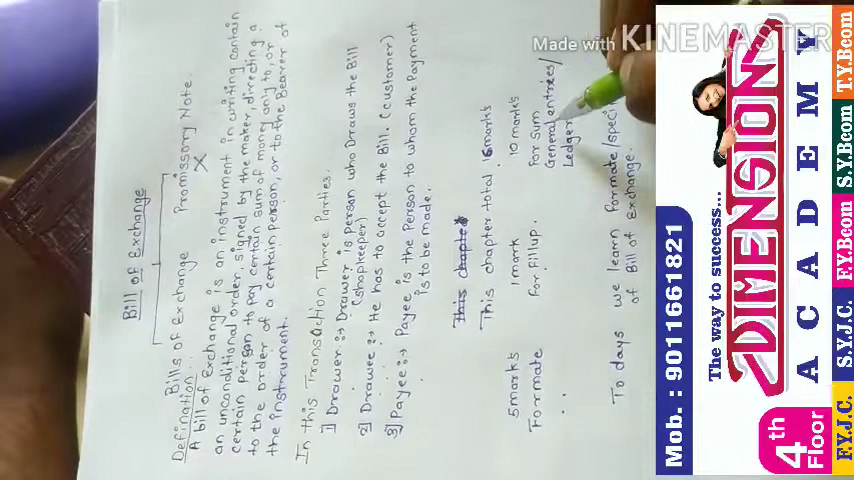 Bill of Exchange
Bills of Exchange Promissory Note.
X
Defination...
A bill of Exchange is an instrument in writing contain
an unconditional order, signed by the maker directing a
certain person to pay certain sum of money only to, or
to the order of a certain person, or to the bearer of
the instrument.
In this Transaction Three Parties.
1) Drawer :→ Drawer is Person who Draws the Bill
(shopkeeper)
2) Drawee :→ He has to accept the Bill. (customer)
3) Payee :→ Payee is the Person to whom the Payment
is to be made.
This chapte
This chapter total. 16 marks
5 marks 1 mark 10 marks
Formate for fillup. For sum
General entries/
Ledger
To days we learn Formate/speci
of Bill of Exchange.
Made with KINEMASTER
Mob. : 9011661821
The way to success...
DIMENSION
ACADEMY
4th Floor
F.Y.J.C. S.Y.J.C. F.Y.Bcom S.Y.Bcom T.Y.Bcom